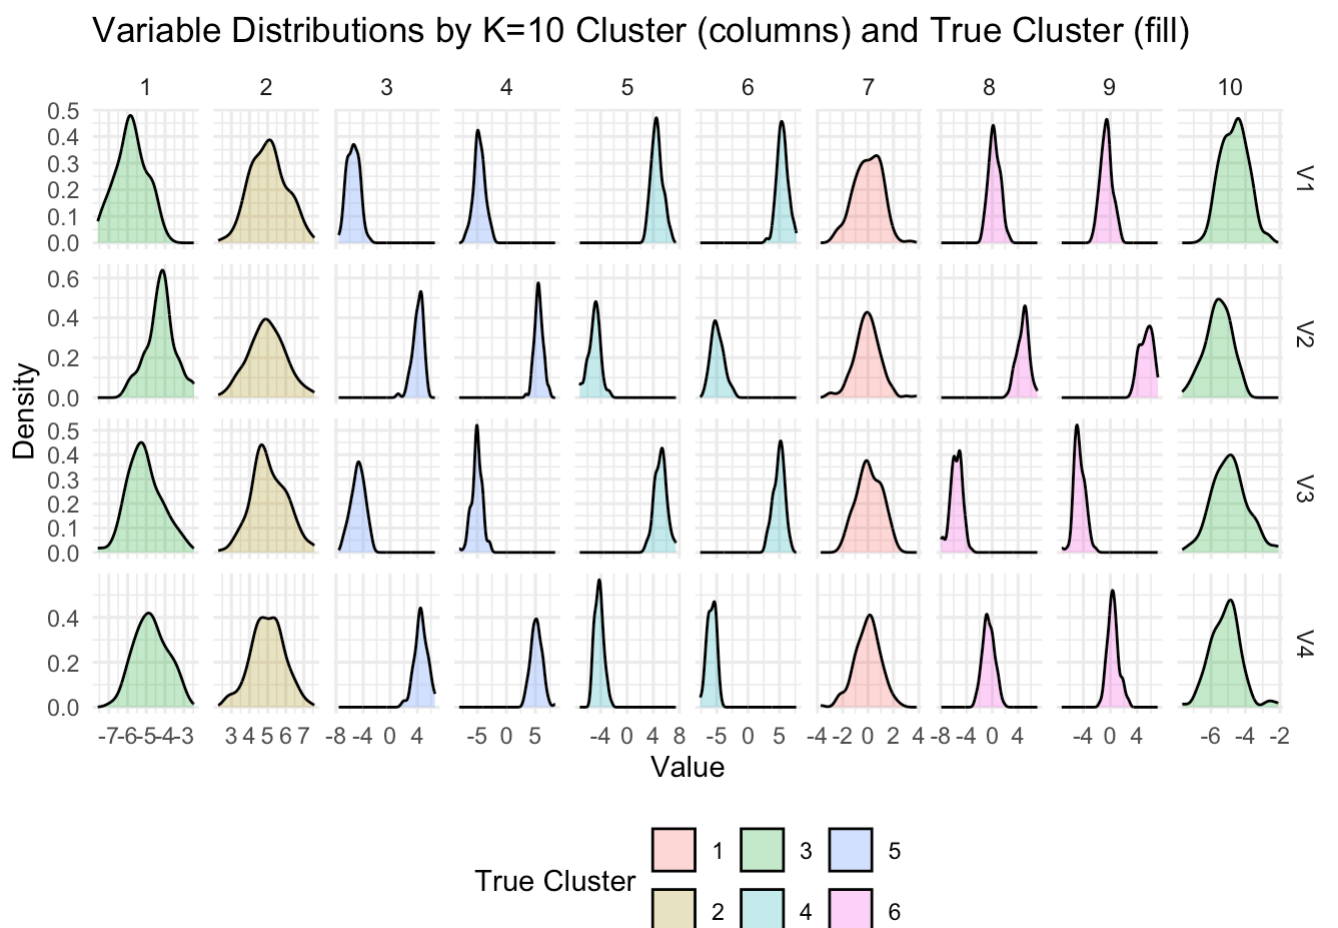 Variable Distributions by K=10 Cluster (columns) and True Cluster (fill)
1 2 3 4 5 6 7 8 9 10
0.5
0.4
0.3
0.2
0.1
0.0
V1
0.6
0.4
0.2
0.0
V2
Density
0.5
0.4
0.3
0.2
0.1
0.0
V3
0.4
0.2
0.0
V4
-7-6-5-4-3 3 4 5 6 7 -8 -4 0 4 -5 0 5 -4 0 4 8 -5 0 5 -4 -2 0 2 4 -8 -4 0 4 -4 0 4 -6 -4 -2
Value
True Cluster
1 3 5
2 4 6